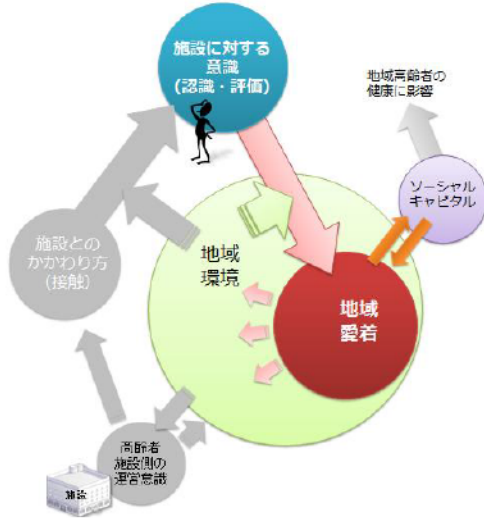 施設に対する
意識
(認識・評価)
地域高齢者の
健康に影響
ソーシャル
キャピタル
施設との
かかわり方
(接触)
地域
環境
地域
愛着
高齢者
施設側の
運営意識
施設